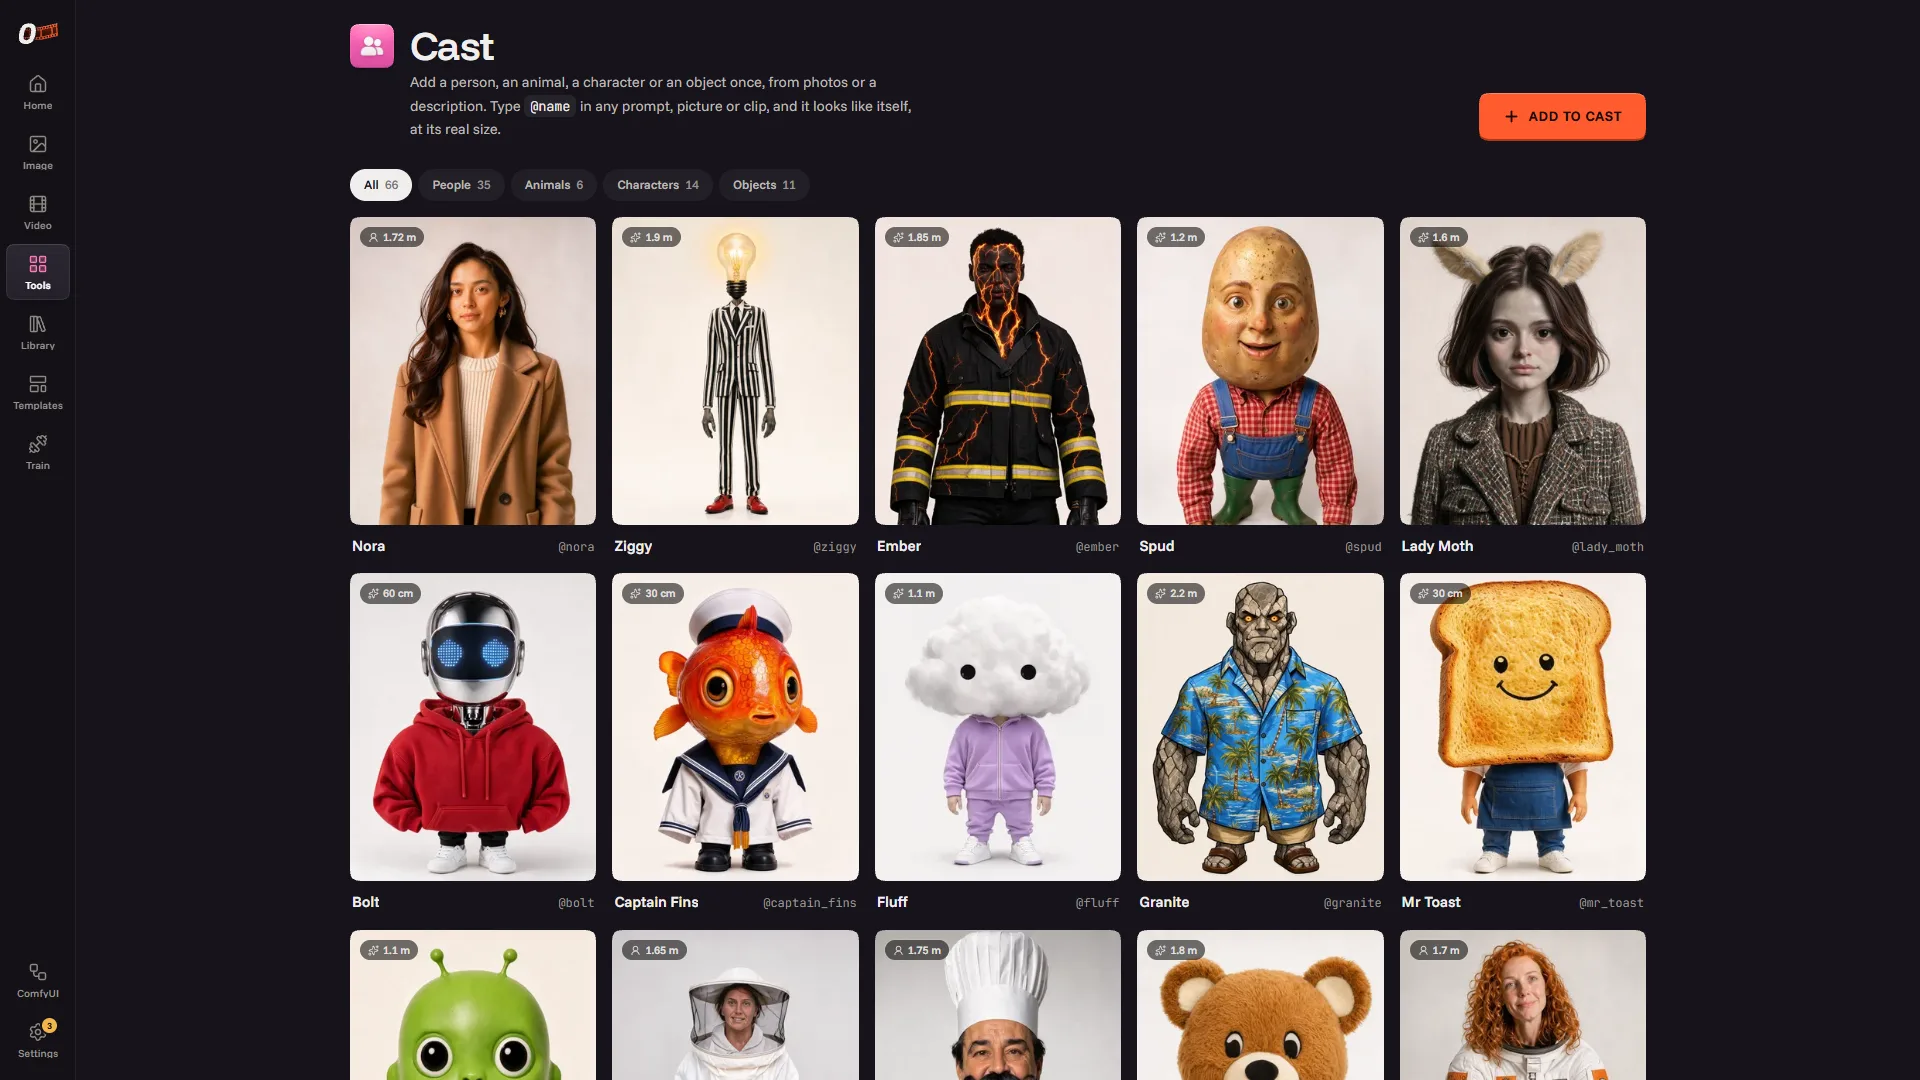 Cast
Add a person, an animal, a character or an object once, from photos or a
description. Type @name in any prompt, picture or clip, and it looks like itself,
at its real size.
ADD TO CAST
All 66
People 35
Animals 6
Characters 14
Objects 11
Home
Image
Video
Tools
Library
Templates
Train
ComfyUI
3
Settings
1.72 m
1.9 m
1.85 m
1.2 m
1.6 m
Nora @nora
Ziggy @ziggy
Ember @ember
Spud @spud
Lady Moth @lady_moth
60 cm
30 cm
1.1 m
2.2 m
30 cm
Bolt @bolt
Captain Fins @captain_fins
Fluff @fluff
Granite @granite
Mr Toast @mr_toast
1.1 m
1.65 m
1.75 m
1.8 m
1.7 m